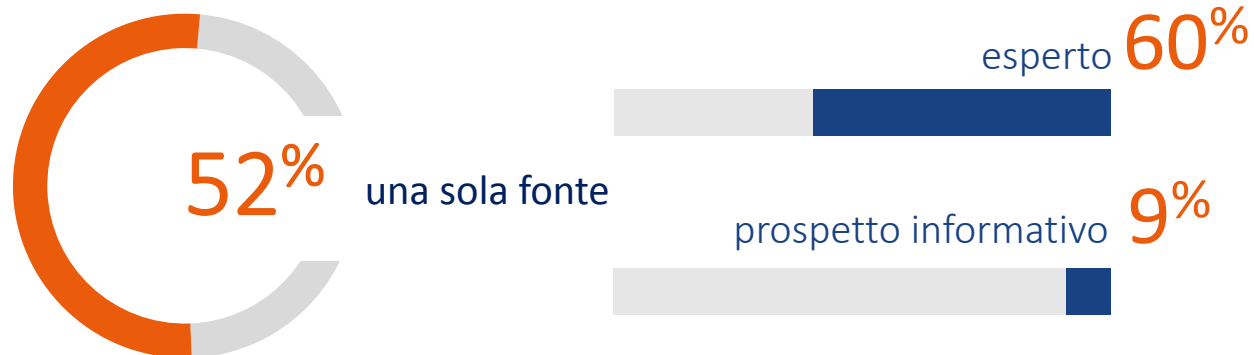 52%
una sola fonte
esperto 60%
prospetto informativo 9%